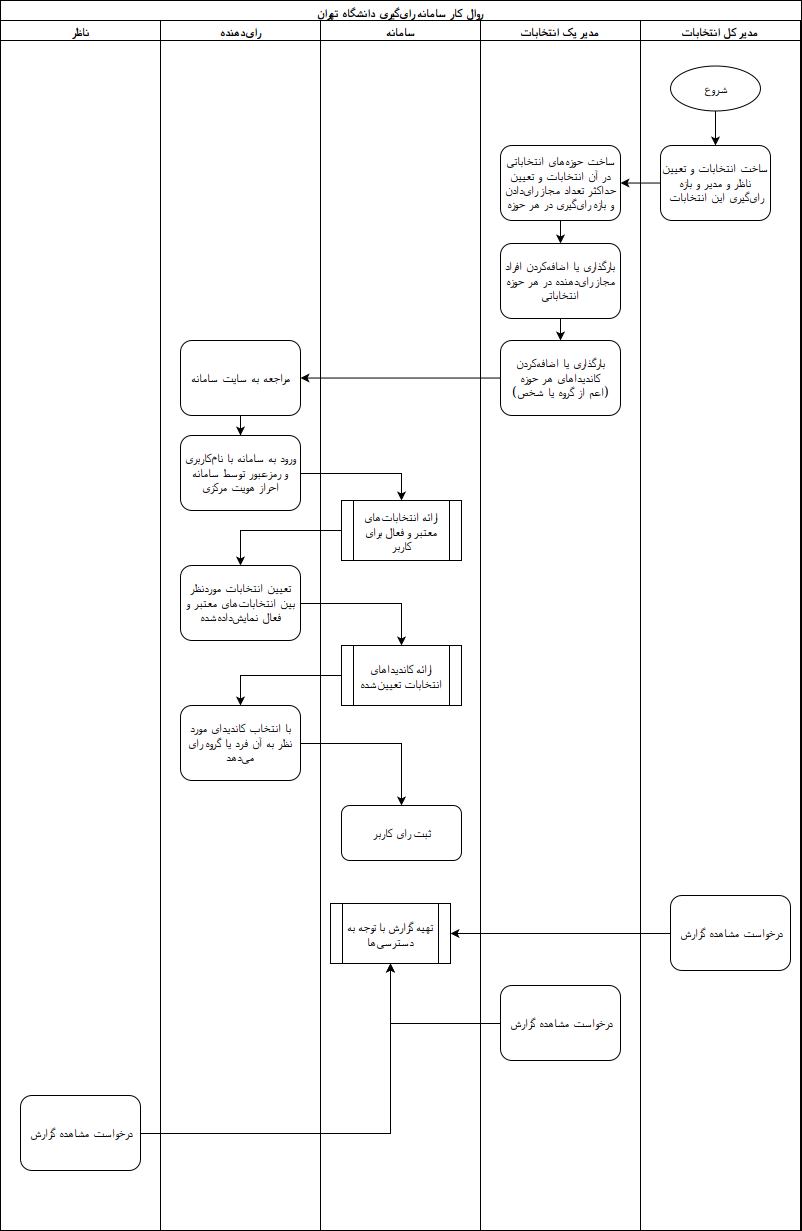 روال کار سامانه رای‌گیری دانشگاه تهران
مدیر کل انتخابات
مدیر یک انتخابات
سامانه
رای‌دهنده
ناظر
شروع
ساخت انتخابات و تعیین
ناظر و مدیر و بازه
رای‌گیری این انتخابات
ساخت حوزه‌های انتخاباتی
در آن انتخابات و تعیین
حداکثر تعداد مجاز رای‌دادن
و بازه رای‌گیری در هر حوزه
بارگذاری یا اضافه‌کردن افراد
مجاز رای‌دهنده در هر حوزه
انتخاباتی
بارگذاری یا اضافه‌کردن
کاندیداهای هر حوزه
(اعم از گروه یا شخص)
مراجعه به سایت سامانه
ورود به سامانه با نام‌کاربری
و رمزعبور توسط سامانه
احراز هویت مرکزی
ارائه انتخابات‌های
معتبر و فعال برای
کاربر
تعیین انتخابات موردنظر
بین انتخابات‌های معتبر و
فعال نمایش‌داده‌شده
ارائه کاندیداهای
انتخابات تعیین‌شده
با انتخاب کاندیدای مورد
نظر به آن فرد یا گروه رای
می‌دهد
ثبت رای کاربر
درخواست مشاهده گزارش
تهیه گزارش با توجه به
دسترسی‌ها
درخواست مشاهده گزارش
درخواست مشاهده گزارش